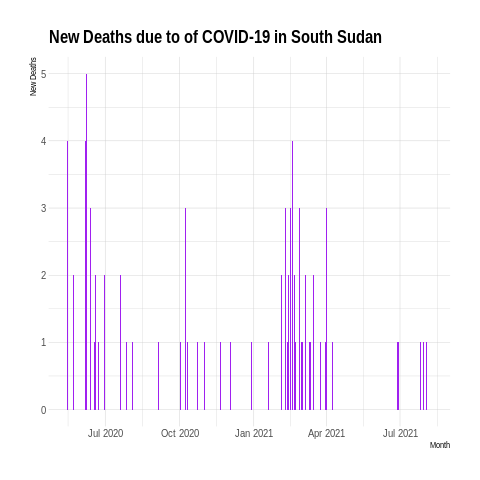 New Deaths due to of COVID-19 in South Sudan
New Deaths
5
4
3
2
1
0
Jul 2020 Oct 2020 Jan 2021 Apr 2021 Jul 2021
Month